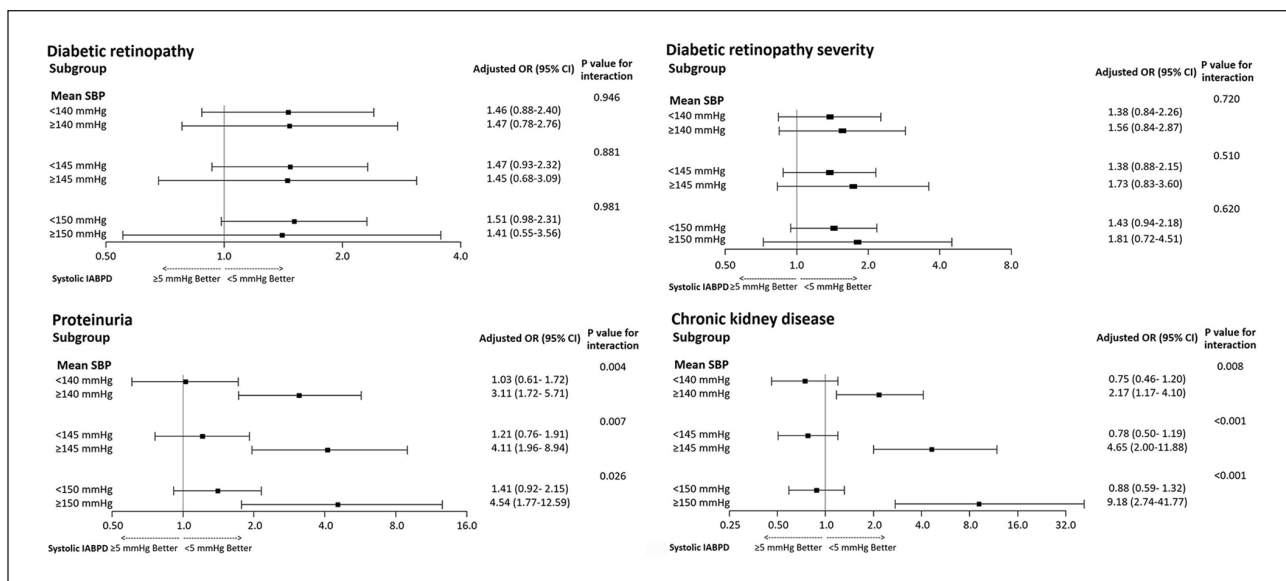 Diabetic retinopathy
Subgroup
Adjusted OR (95% CI)
P value for
interaction
Mean SBP
0.946
<140 mmHg
1.46 (0.88-2.40)
≥140 mmHg
1.47 (0.78-2.76)
0.881
<145 mmHg
1.47 (0.93-2.32)
≥145 mmHg
1.45 (0.68-3.09)
0.981
<150 mmHg
1.51 (0.98-2.31)
≥150 mmHg
1.41 (0.55-3.56)
0.50 1.0 2.0 4.0
Systolic IABPD ≥5 mmHg Better <5 mmHg Better
Diabetic retinopathy severity
Subgroup
Adjusted OR (95% CI)
P value for
interaction
Mean SBP
0.720
<140 mmHg
1.38 (0.84-2.26)
≥140 mmHg
1.56 (0.84-2.87)
0.510
<145 mmHg
1.38 (0.88-2.15)
≥145 mmHg
1.73 (0.83-3.60)
0.620
<150 mmHg
1.43 (0.94-2.18)
≥150 mmHg
1.81 (0.72-4.51)
0.50 1.0 2.0 4.0 8.0
Systolic IABPD ≥5 mmHg Better <5 mmHg Better
Proteinuria
Subgroup
Adjusted OR (95% CI)
P value for
interaction
Mean SBP
0.004
<140 mmHg
1.03 (0.61- 1.72)
≥140 mmHg
3.11 (1.72- 5.71)
0.007
<145 mmHg
1.21 (0.76- 1.91)
≥145 mmHg
4.11 (1.96- 8.94)
0.026
<150 mmHg
1.41 (0.92- 2.15)
≥150 mmHg
4.54 (1.77-12.59)
0.50 1.0 2.0 4.0 8.0 16.0
Systolic IABPD ≥5 mmHg Better <5 mmHg Better
Chronic kidney disease
Subgroup
Adjusted OR (95% CI)
P value for
interaction
Mean SBP
0.008
<140 mmHg
0.75 (0.46- 1.20)
≥140 mmHg
2.17 (1.17- 4.10)
<0.001
<145 mmHg
0.78 (0.50- 1.19)
≥145 mmHg
4.65 (2.00-11.88)
<0.001
<150 mmHg
0.88 (0.59- 1.32)
≥150 mmHg
9.18 (2.74-41.77)
0.25 0.50 1.0 2.0 4.0 8.0 16.0 32.0
Systolic IABPD ≥5 mmHg Better <5 mmHg Better